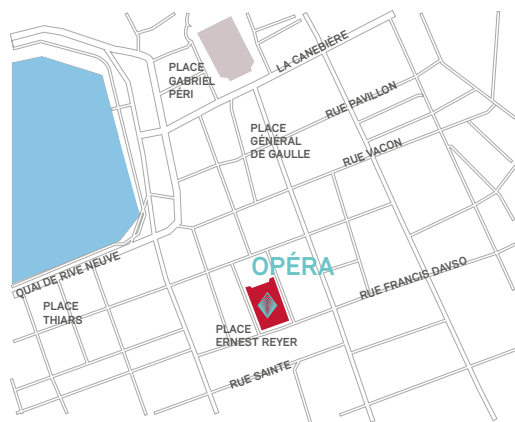 LA CANEBIÈRE
PLACE
GABRIEL
PÉRI
RUE PAVILLON
PLACE
GÉNÉRAL
DE GAULLE
RUE VACON
OPÉRA
QUAI DE RIVE NEUVE
RUE FRANCIS DAVSO
PLACE
THIARS
PLACE
ERNEST REYER
RUE SAINTE